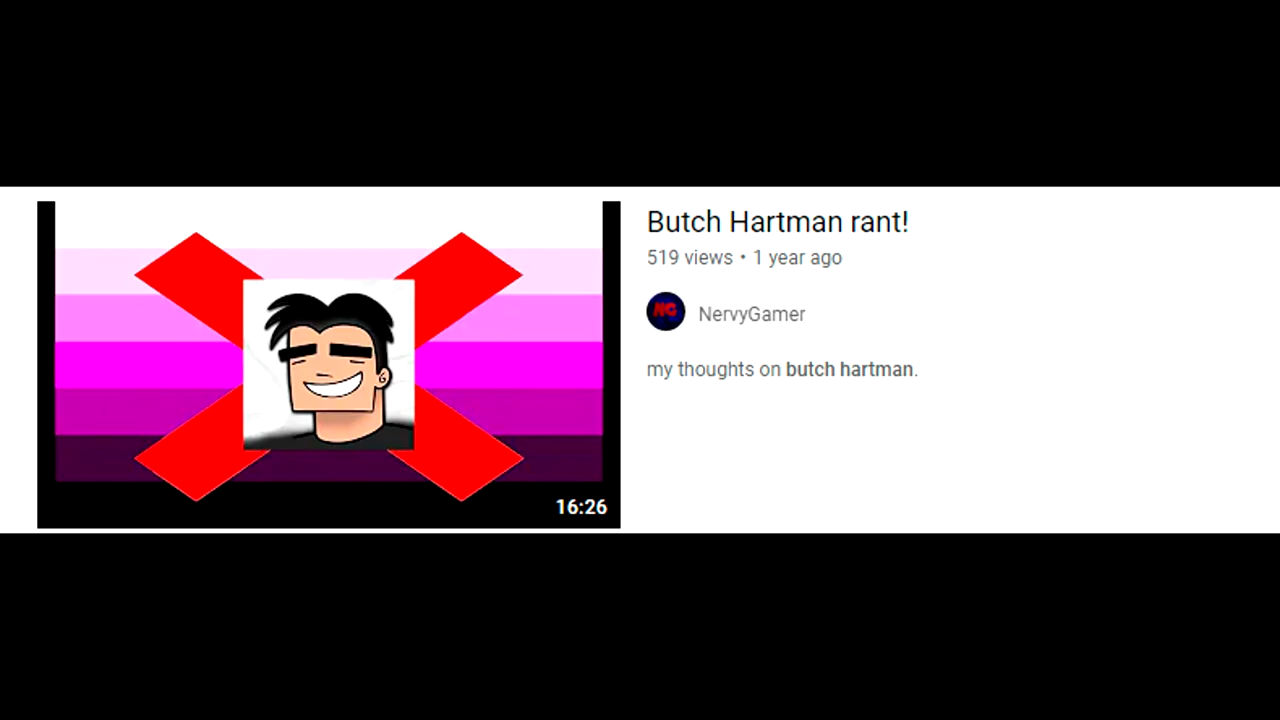 Butch Hartman rant!
519 views • 1 year ago
NG
NervyGamer
my thoughts on butch hartman.
16:26